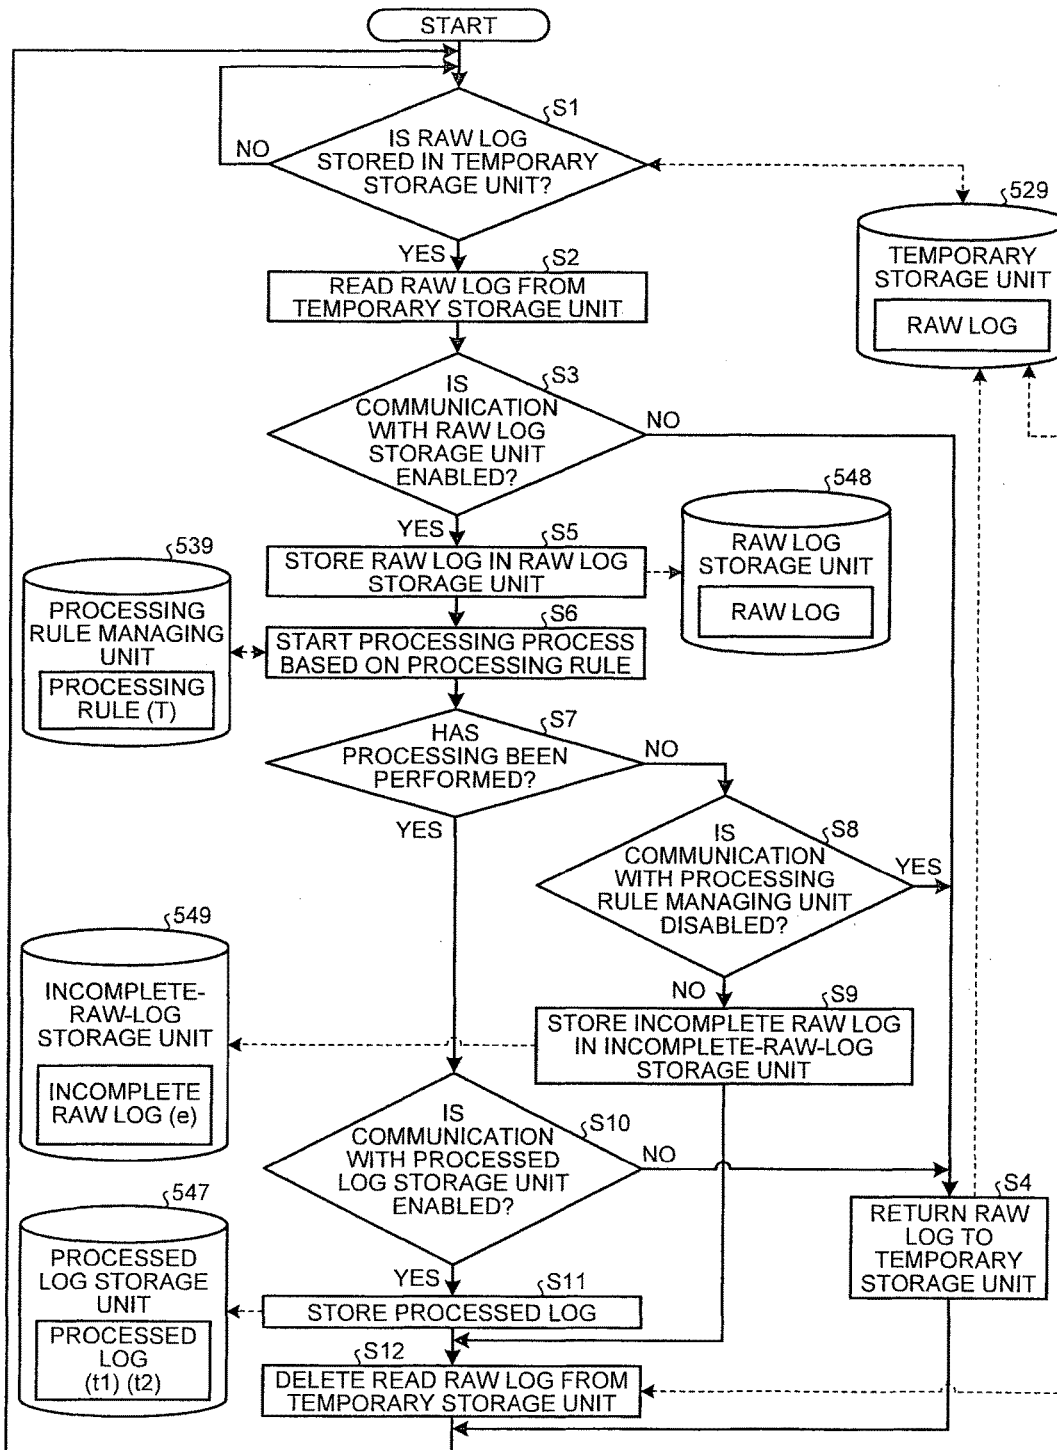 START
S1
IS RAW LOG
STORED IN TEMPORARY
STORAGE UNIT?
NO
YES
529
TEMPORARY
STORAGE UNIT
RAW LOG
S2
READ RAW LOG FROM
TEMPORARY STORAGE UNIT
S3
IS
COMMUNICATION
WITH RAW LOG
STORAGE UNIT
ENABLED?
NO
YES
548
RAW LOG
STORAGE UNIT
RAW LOG
S5
STORE RAW LOG IN RAW LOG
STORAGE UNIT
539
PROCESSING
RULE MANAGING
UNIT
PROCESSING
RULE (T)
S6
START PROCESSING PROCESS
BASED ON PROCESSING RULE
S7
HAS
PROCESSING BEEN
PERFORMED?
NO
YES
S8
IS
COMMUNICATION
WITH PROCESSING
RULE MANAGING UNIT
DISABLED?
YES
NO
549
INCOMPLETE-
RAW-LOG
STORAGE UNIT
INCOMPLETE
RAW LOG (e)
S9
STORE INCOMPLETE RAW LOG
IN INCOMPLETE-RAW-LOG
STORAGE UNIT
S10
IS
COMMUNICATION
WITH PROCESSED
LOG STORAGE UNIT
ENABLED?
NO
YES
S4
RETURN RAW
LOG TO
TEMPORARY
STORAGE UNIT
547
PROCESSED
LOG STORAGE
UNIT
PROCESSED
LOG
(t1) (t2)
S11
STORE PROCESSED LOG
S12
DELETE READ RAW LOG FROM
TEMPORARY STORAGE UNIT